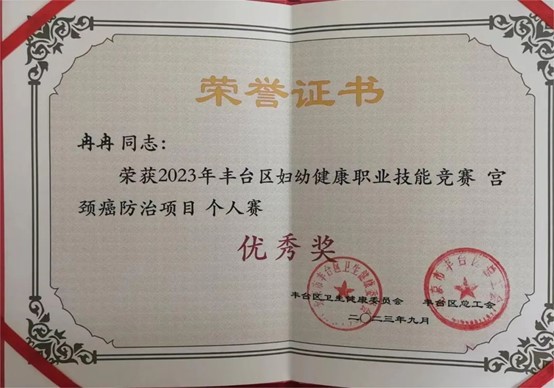 荣誉证书
冉冉 同志：
荣获2023年丰台区妇幼健康职业技能竞赛 宫
颈癌防治项目 个人赛
优秀奖
丰台区卫生健康委员会 丰台区总工会
二〇二三年九月